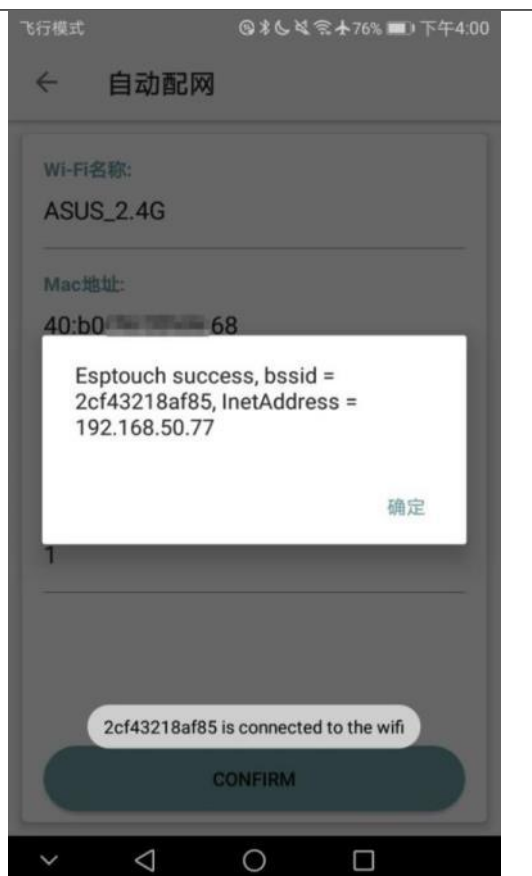 飞行模式 76% 下午4:00
自动配网
Wi-Fi名称:
ASUS_2.4G
Mac地址:
40:b0 68
Esptouch success, bssid =
2cf43218af85, InetAddress =
192.168.50.77
确定
1
2cf43218af85 is connected to the wifi
CONFIRM